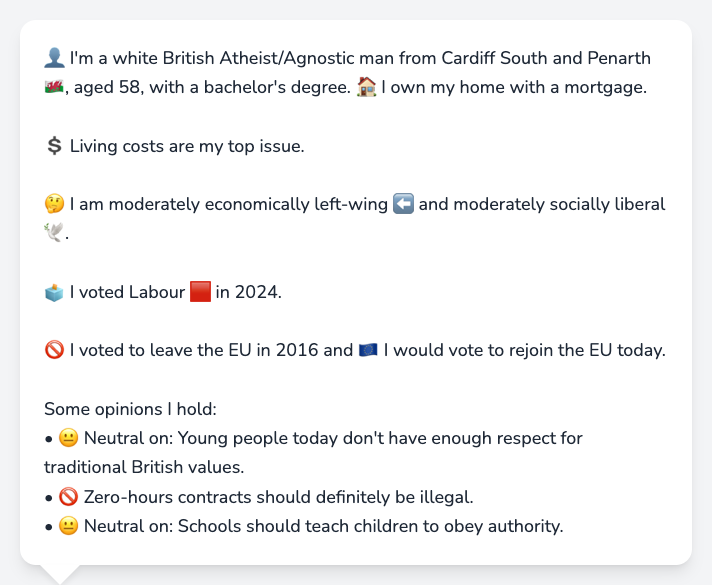 👤 I'm a white British Atheist/Agnostic man from Cardiff South and Penarth
🏴󠁧󠁢󠁷󠁬󠁳󠁿, aged 58, with a bachelor's degree. 🏠 I own my home with a mortgage.
💲 Living costs are my top issue.
🤔 I am moderately economically left-wing ⬅️ and moderately socially liberal
🕊️.
🗳️ I voted Labour 🟥 in 2024.
🚫 I voted to leave the EU in 2016 and 🇪🇺 I would vote to rejoin the EU today.
Some opinions I hold:
• 😐 Neutral on: Young people today don't have enough respect for
traditional British values.
• 🚫 Zero-hours contracts should definitely be illegal.
• 😐 Neutral on: Schools should teach children to obey authority.